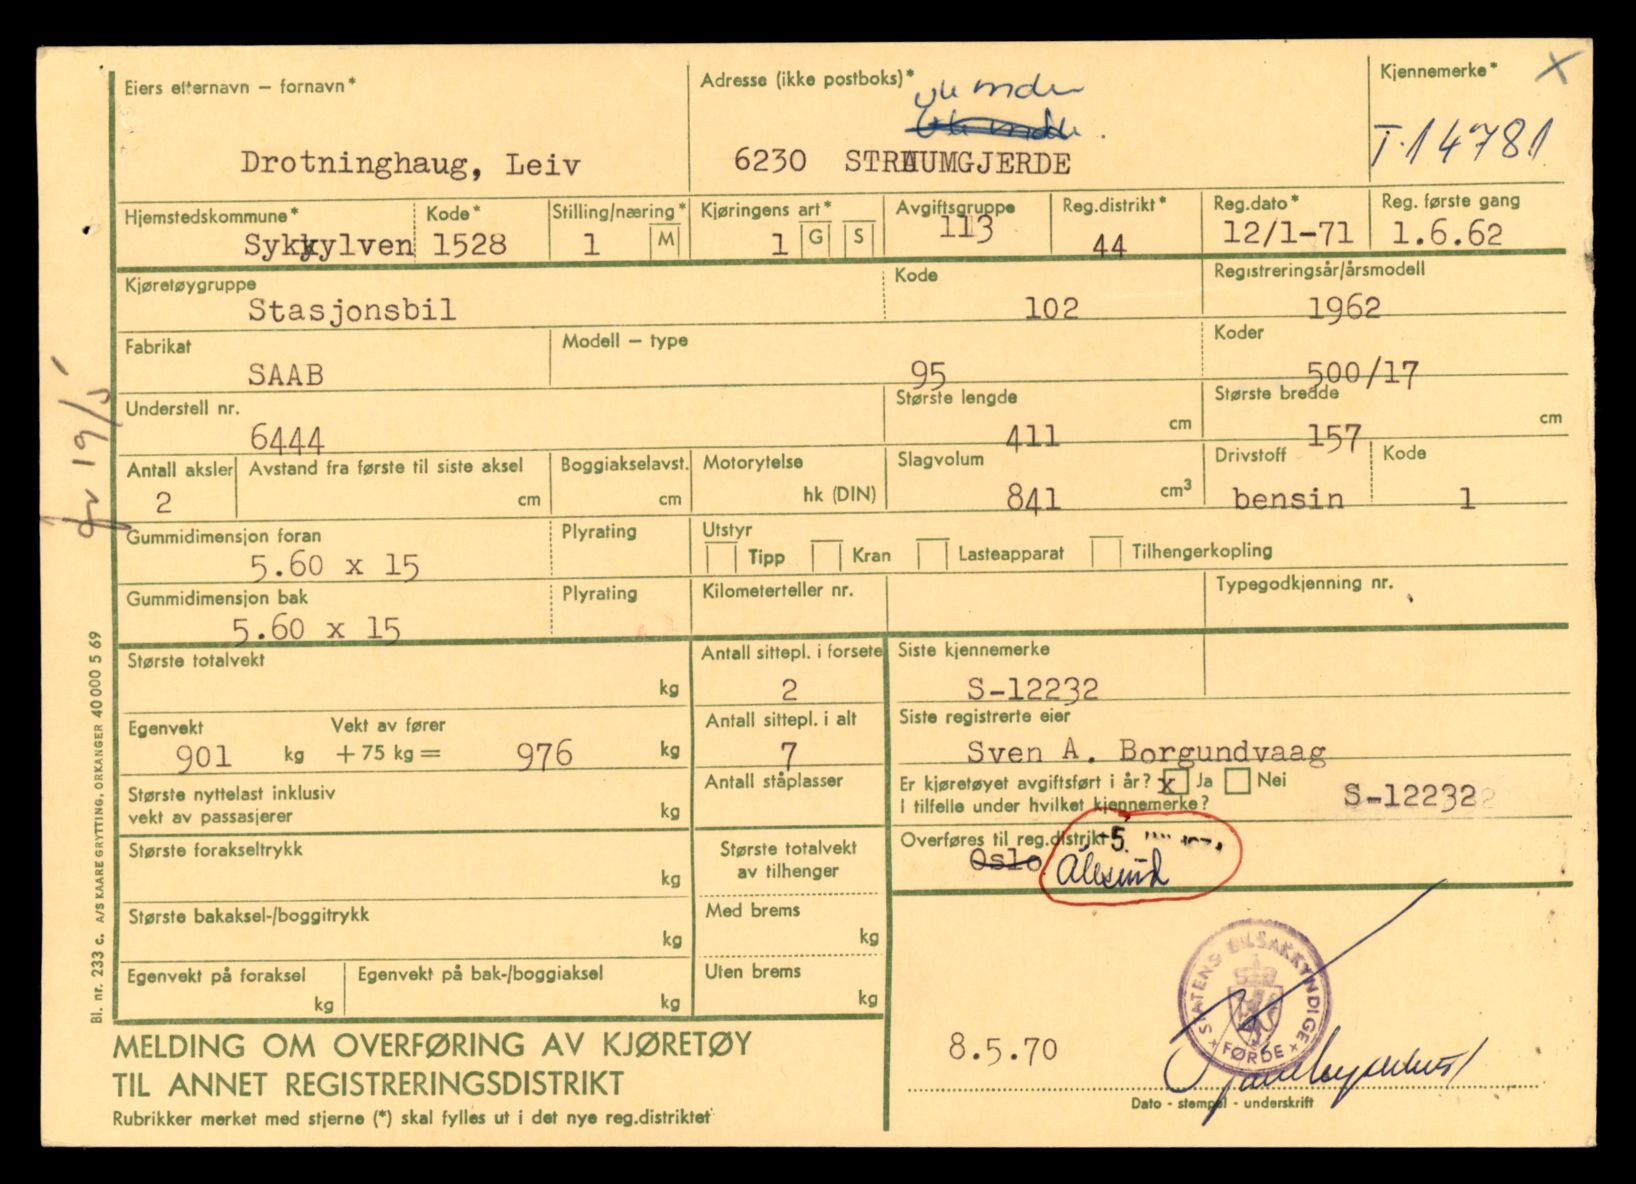 Eiers etternavn – fornavn*
Drotninghaug, Leiv
Adresse (ikke postboks)*
6230 STRAUMGJERDE
Kjennemerke*
X
T-14781
Hjemstedskommune*
Sykkylven
Kode*
1528
Stilling/næring*
1 M
Kjøringens art*
1 G S
Avgiftsgruppe
113
Reg.distrikt*
44
Reg.dato*
12/1-71
Reg. første gang
1.6.62
Kjøretøygruppe
Stasjonsbil
Kode
102
Registreringsår/årsmodell
1962
Fabrikat
SAAB
Modell – type
95
Koder
500/17
Understell nr.
6444
Største lengde
411 cm
Største bredde
157 cm
Antall aksler
2
Avstand fra første til siste aksel
cm
Boggiakselavst.
cm
Motorytelse
hk (DIN)
Slagvolum
841 cm³
Drivstoff
bensin
Kode
1
Gummidimensjon foran
5.60 x 15
Plyrating
Utstyr
Tipp Kran Lasteapparat Tilhengerkopling
Gummidimensjon bak
5.60 x 15
Plyrating
Kilometerteller nr.
Typegodkjenning nr.
Største totalvekt
kg
Antall sittepl. i forsete
2
Siste kjennemerke
S-12232
Egenvekt Vekt av fører
901 kg + 75 kg = 976 kg
Antall sittepl. i alt
7
Siste registrerte eier
Sven A. Borgundvaag
Største nyttelast inklusiv
vekt av passasjerer
kg
Antall ståplasser
Er kjøretøyet avgiftsført i år? x Ja Nei
I tilfelle under hvilket kjennemerke?
S-12232
Største forakseltrykk
kg
Største totalvekt
av tilhenger
Overføres til reg.distrikt
Oslo Ålesund
Største bakaksel-/boggitrykk
kg
Med brems
kg
Egenvekt på foraksel
kg
Egenvekt på bak-/boggiaksel
kg
Uten brems
kg
STATENS BILSAKKYNDIGE
FØRDE
8.5.70
Dato - stempel - underskrift
MELDING OM OVERFØRING AV KJØRETØY
TIL ANNET REGISTRERINGSDISTRIKT
Rubrikker merket med stjerne (*) skal fylles ut i det nye reg.distriktet
Bl. nr. 233 c. A/S KAARE GRYTTING, ORKANGER 40 000 5 69
19/5